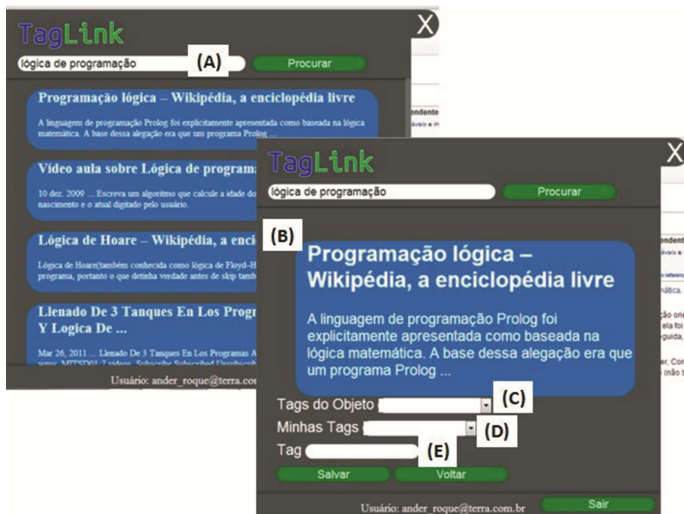 TagLink
X
lógica de programação
(A)
Procurar
Programação lógica – Wikipédia, a enciclopédia livre
A linguagem de programação Prolog foi explicitamente apresentada como baseada na lógica
matemática. A base dessa alegação era que um programa Prolog ...
Vídeo aula sobre Lógica de programa
10 dez. 2009 ... Escreva um algoritmo que calcule a idade do
nascimento e o atual digitado pelo usuário.
Lógica de Hoare – Wikipédia, a enci
Lógica de Hoare(também conhecida como lógica de Floyd–H
programa, portanto o que detinha verdade antes de skip tamb
Llenado De 3 Tanques En Los Progr
Y Logica De ...
Mar 26, 2011 ... Llenado De 3 Tanques En Los Programas A
Usuário: ander_roque@terra.com
TagLink
X
lógica de programação
Procurar
(B)
Programação lógica –
Wikipédia, a enciclopédia livre
A linguagem de programação Prolog foi
explicitamente apresentada como baseada na
lógica matemática. A base dessa alegação era que
um programa Prolog ...
Tags do Objeto
(C)
Minhas Tags
(D)
Tag
(E)
Salvar
Voltar
Usuário: ander_roque@terra.com.br
Sair